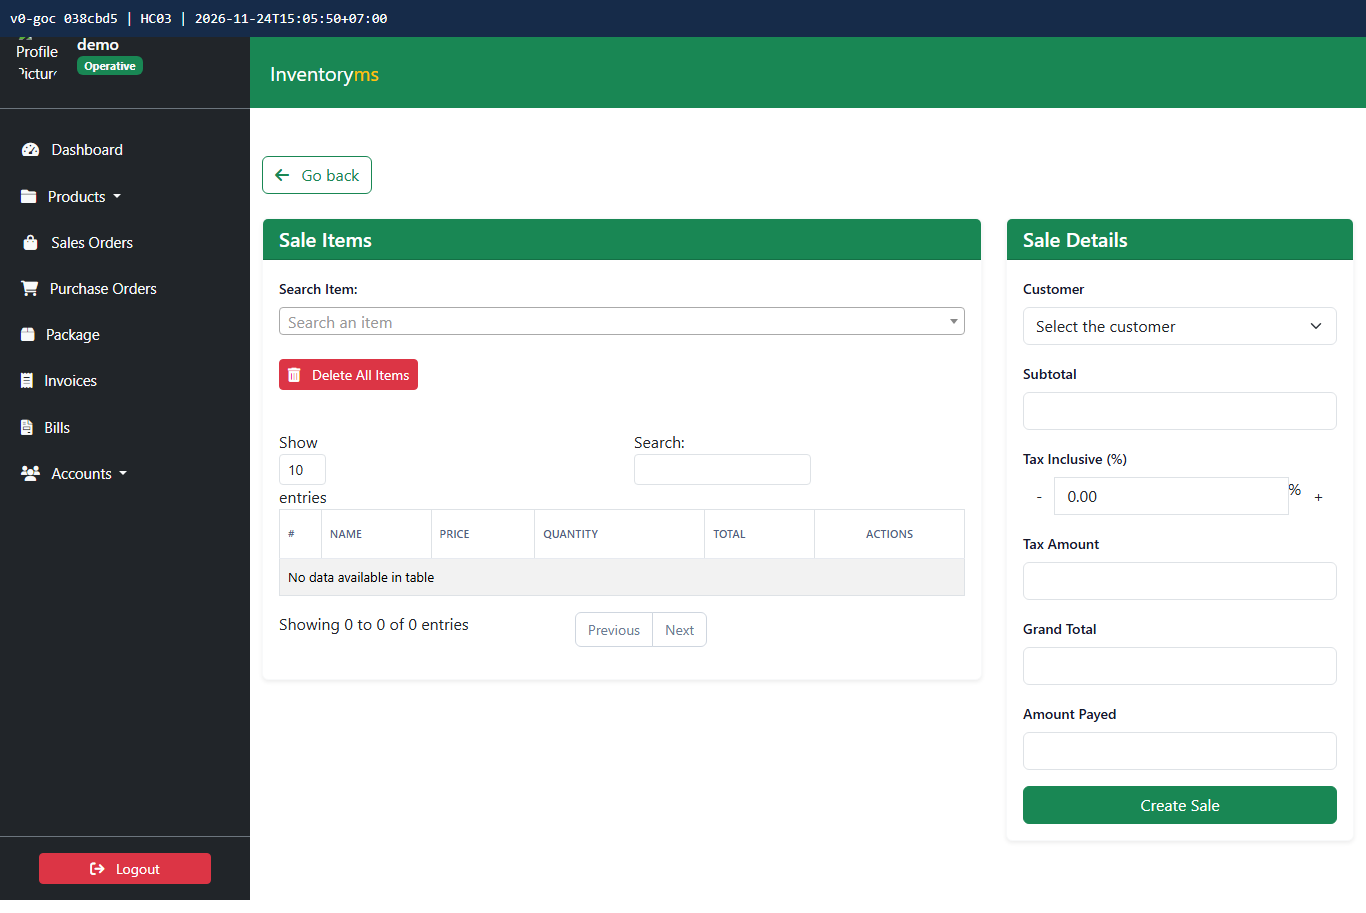 v0-goc 038cbd5 | HC03 | 2026-11-24T15:05:50+07:00
Profile
Pictur
demo
Operative
Inventoryms
Dashboard
Products
Sales Orders
Purchase Orders
Package
Invoices
Bills
Accounts
Logout
Go back
Sale Items
Search Item:
Search an item
Delete All Items
Show
10
entries
Search:
# NAME PRICE QUANTITY TOTAL ACTIONS
No data available in table
Showing 0 to 0 of 0 entries
Previous Next
Sale Details
Customer
Select the customer
Subtotal
Tax Inclusive (%)
- 0.00 % +
Tax Amount
Grand Total
Amount Payed
Create Sale